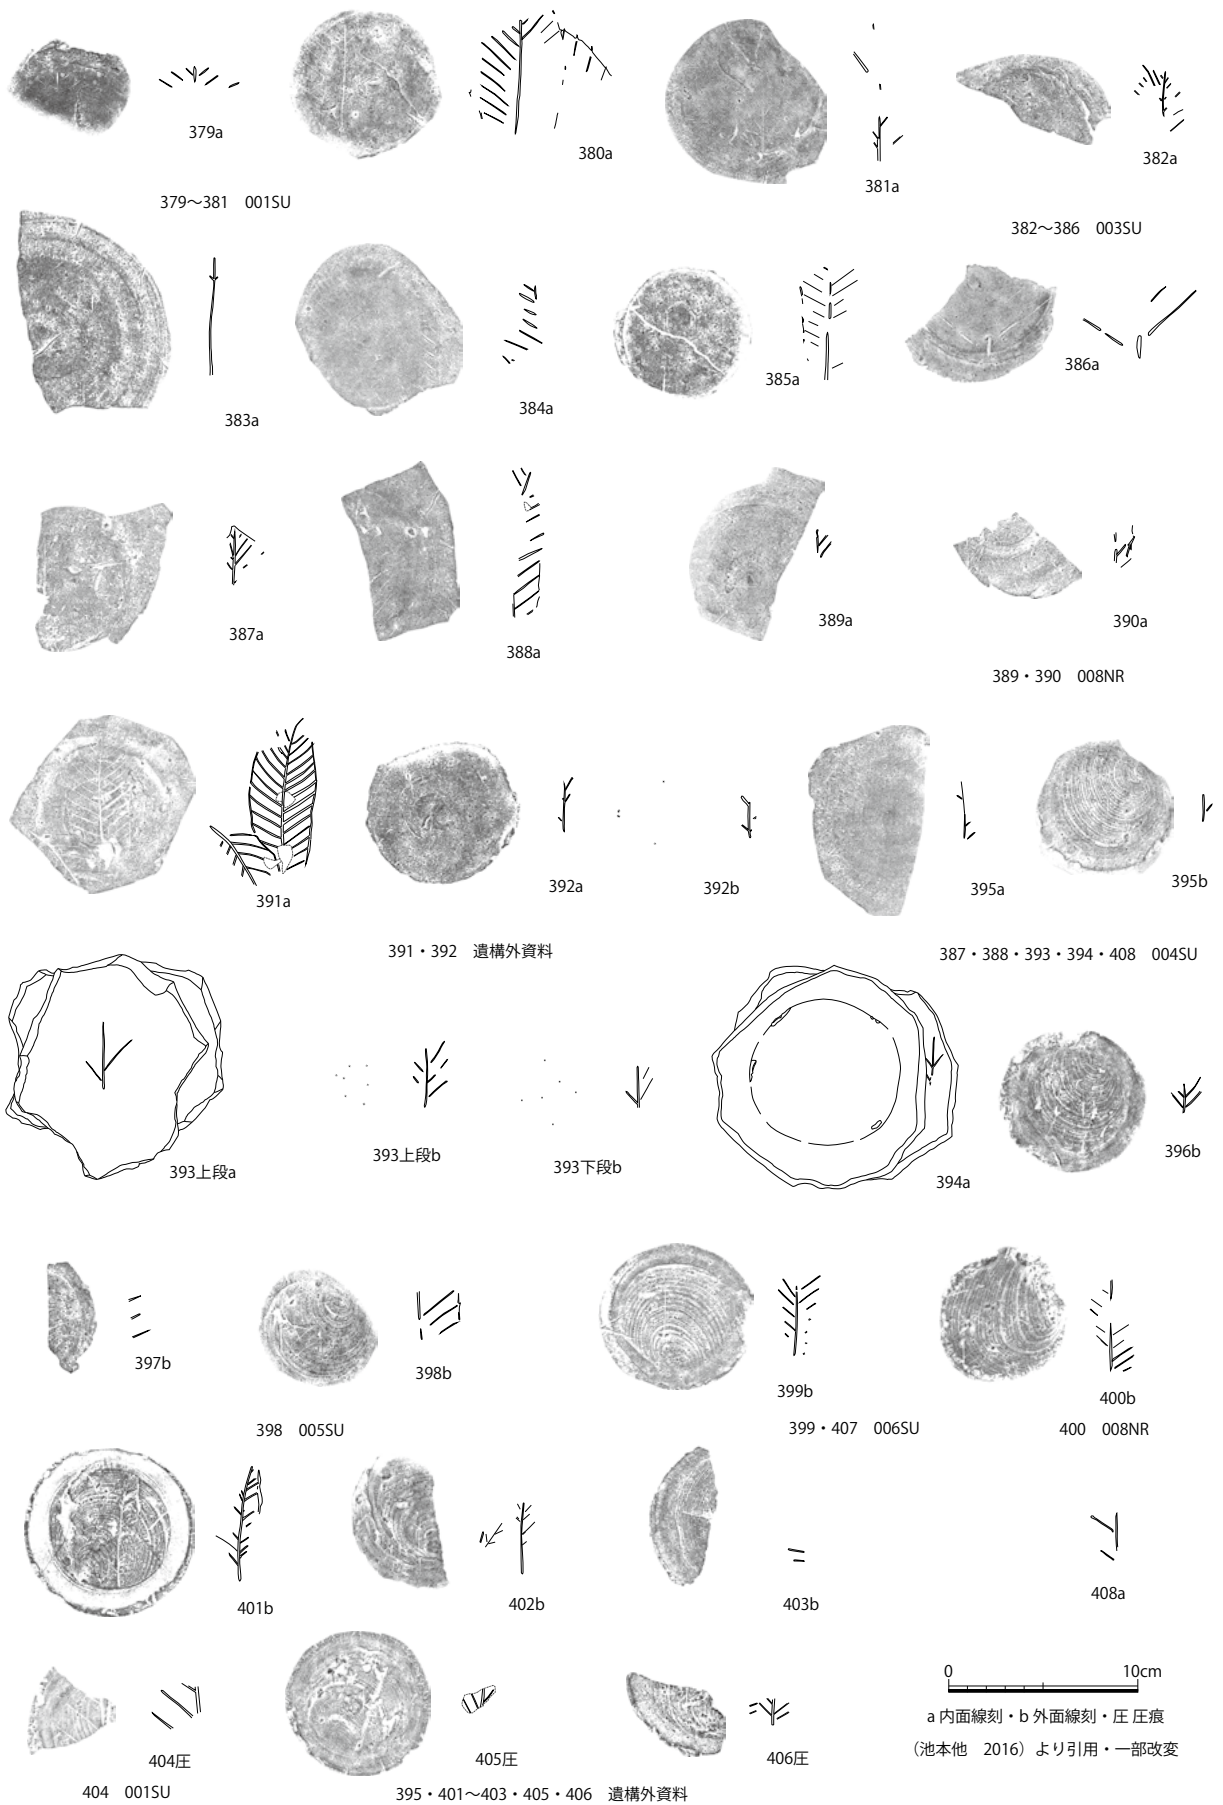 379a
380a
381a
382a
379～381　001SU
382～386　003SU
383a
384a
385a
386a
387a
388a
389a
390a
389・390　008NR
391a
392a
392b
395a
395b
391・392　遺構外資料
387・388・393・394・408　004SU
393上段a
393上段b
393下段b
394a
396b
397b
398b
399b
400b
398　005SU
399・407　006SU
400　008NR
401b
402b
403b
408a
404圧
405圧
406圧
404　001SU
395・401～403・405・406　遺構外資料
0 10cm
a 内面線刻・b 外面線刻・圧 圧痕
（池本他　2016）より引用・一部改変